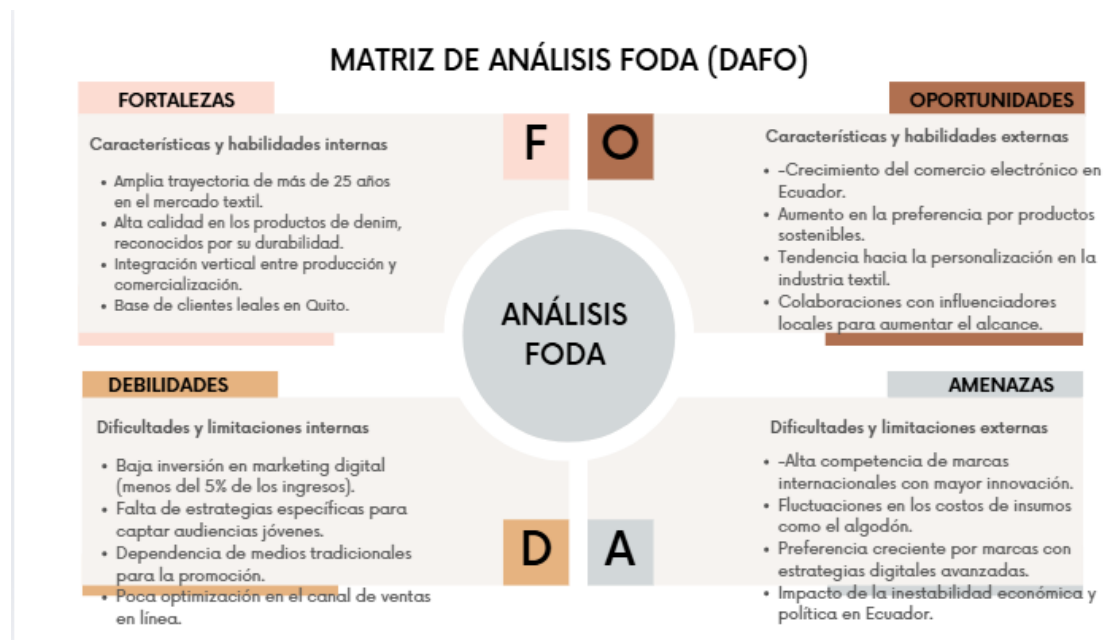 MATRIZ DE ANÁLISIS FODA (DAFO)
FORTALEZAS
Características y habilidades internas
• Amplia trayectoria de más de 25 años
en el mercado textil.
• Alta calidad en los productos de denim,
reconocidos por su durabilidad.
• Integración vertical entre producción y
comercialización.
• Base de clientes leales en Quito.
F
O
OPORTUNIDADES
Características y habilidades externas
• -Crecimiento del comercio electrónico en
Ecuador.
• Aumento en la preferencia por productos
sostenibles.
• Tendencia hacia la personalización en la
industria textil.
• Colaboraciones con influenciadores
locales para aumentar el alcance.
ANÁLISIS
FODA
DEBILIDADES
Dificultades y limitaciones internas
• Baja inversión en marketing digital
(menos del 5% de los ingresos).
• Falta de estrategias específicas para
captar audiencias jóvenes.
• Dependencia de medios tradicionales
para la promoción.
• Poca optimización en el canal de ventas
en línea.
D
A
AMENAZAS
Dificultades y limitaciones externas
• -Alta competencia de marcas
internacionales con mayor innovación.
• Fluctuaciones en los costos de insumos
como el algodón.
• Preferencia creciente por marcas con
estrategias digitales avanzadas.
• Impacto de la inestabilidad económica y
política en Ecuador.